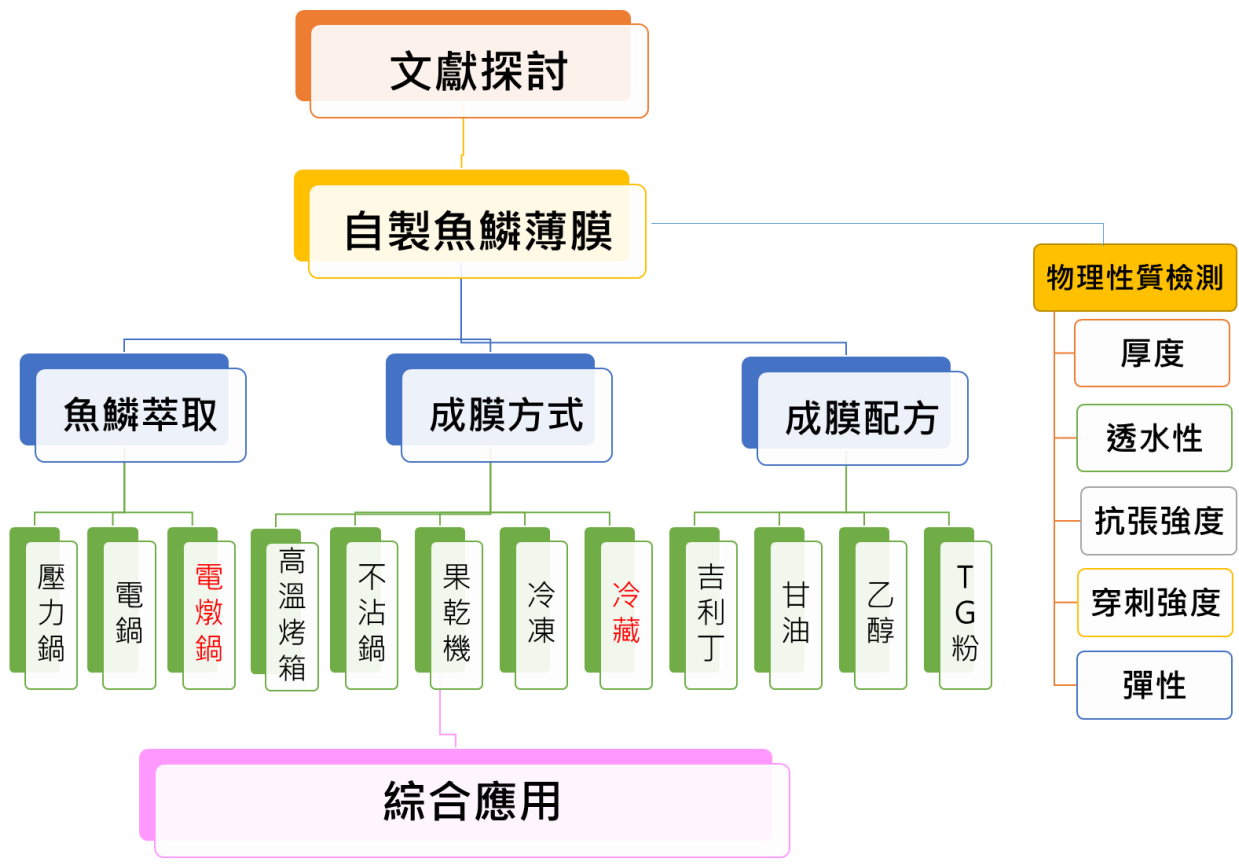 文獻探討
自製魚鱗薄膜
物理性質檢測
厚度
透水性
抗張強度
穿刺強度
彈性
魚鱗萃取
成膜方式
成膜配方
壓力鍋
電鍋
電燉鍋
高溫烤箱
不沾鍋
果乾機
冷凍
冷藏
吉利丁
甘油
乙醇
TG粉
綜合應用